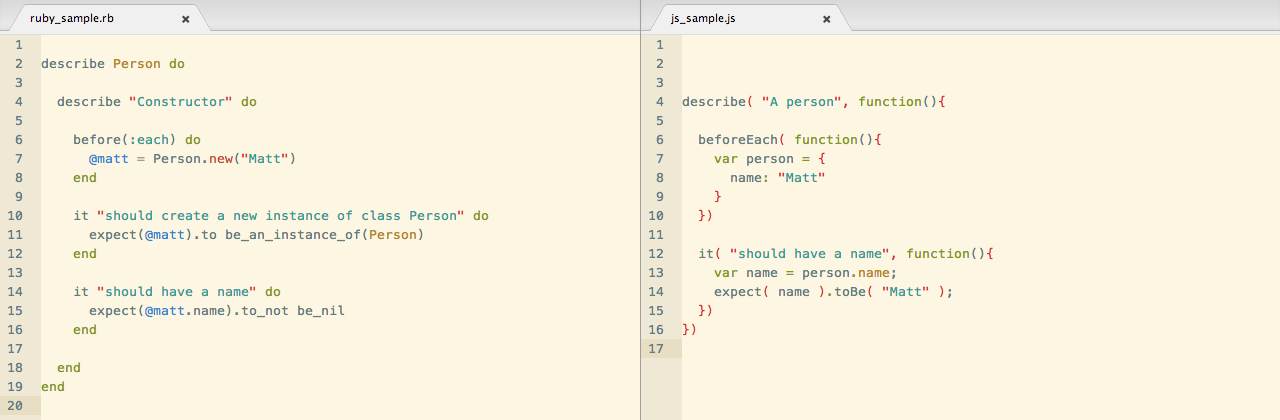 ruby_sample.rb ×
1
2 describe Person do
3
4   describe "Constructor" do
5
6     before(:each) do
7       @matt = Person.new("Matt")
8     end
9
10     it "should create a new instance of class Person" do
11       expect(@matt).to be_an_instance_of(Person)
12     end
13
14     it "should have a name" do
15       expect(@matt.name).to_not be_nil
16     end
17
18   end
19 end
20
js_sample.js ×
1
2
3
4 describe( "A person", function(){
5
6   beforeEach( function(){
7     var person = {
8       name: "Matt"
9     }
10   })
11
12   it( "should have a name", function(){
13     var name = person.name;
14     expect( name ).toBe( "Matt" );
15   })
16 })
17